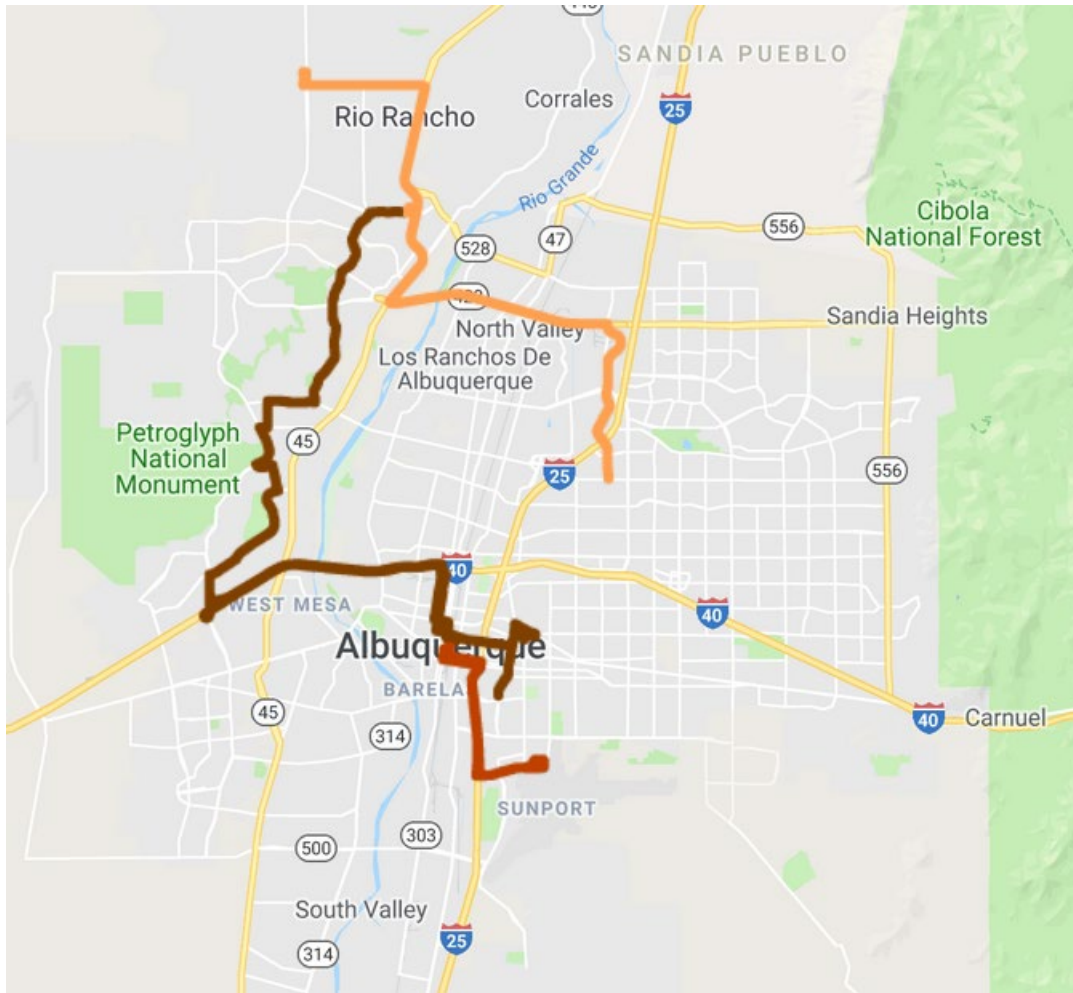 SANDIA PUEBLO
Corrales
25
Rio Rancho
Rio Grande
Cibola
National Forest
556
47
528
Sandia Heights
North Valley
Los Ranchos De
Albuquerque
Petroglyph
National
Monument
45
25
556
40
40
WEST MESA
Albuquerque
BARELA
45
314
40
Carnuel
SUNPORT
303
500
South Valley
25
314